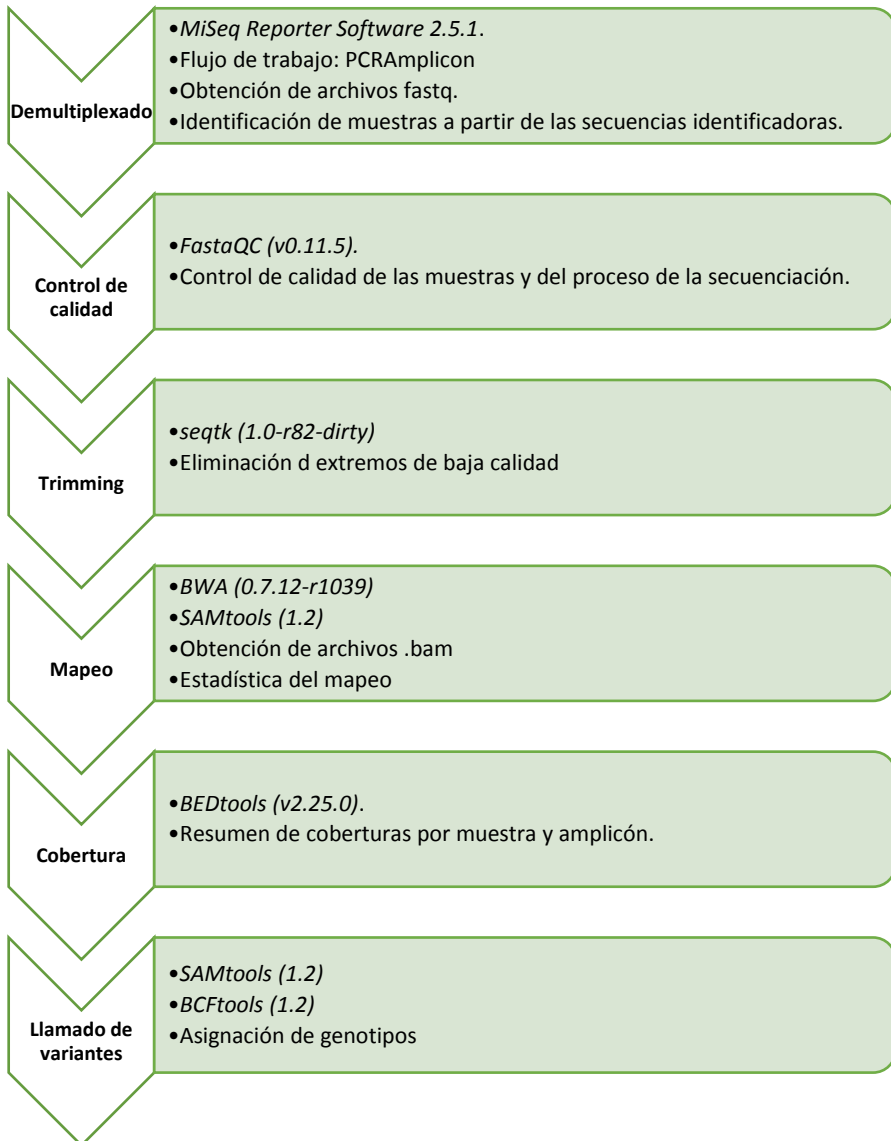 Demultiplexado
•MiSeq Reporter Software 2.5.1.
•Flujo de trabajo: PCRAmplicon
•Obtención de archivos fastq.
•Identificación de muestras a partir de las secuencias identificadoras.
Control de
calidad
•FastaQC (v0.11.5).
•Control de calidad de las muestras y del proceso de la secuenciación.
Trimming
•seqtk (1.0-r82-dirty)
•Eliminación d extremos de baja calidad
Mapeo
•BWA (0.7.12-r1039)
•SAMtools (1.2)
•Obtención de archivos .bam
•Estadística del mapeo
Cobertura
•BEDtools (v2.25.0).
•Resumen de coberturas por muestra y amplicón.
Llamado de
variantes
•SAMtools (1.2)
•BCFtools (1.2)
•Asignación de genotipos